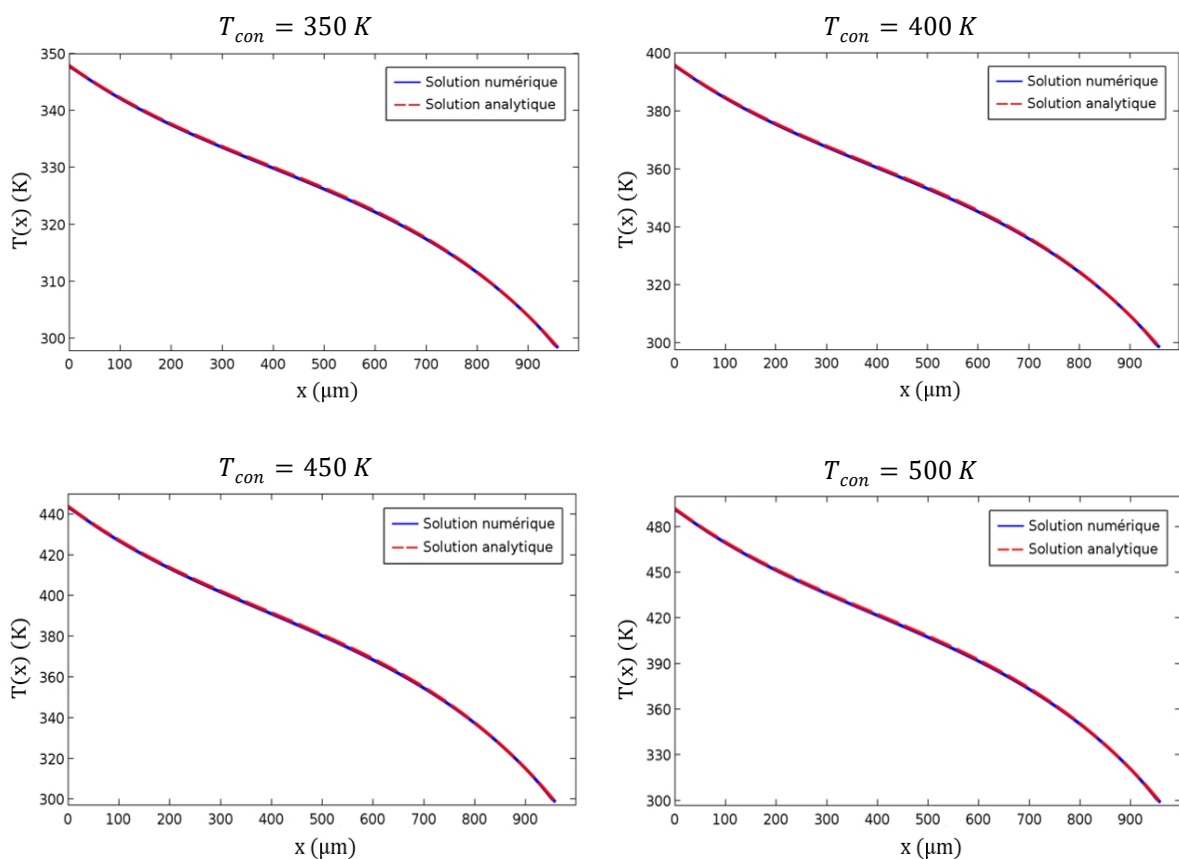 T_con = 350 K
350
340
330
320
310
300
T(x) (K)
Solution numérique
Solution analytique
0 100 200 300 400 500 600 700 800 900
x (μm)
T_con = 400 K
400
380
360
340
320
300
T(x) (K)
Solution numérique
Solution analytique
0 100 200 300 400 500 600 700 800 900
x (μm)
T_con = 450 K
440
420
400
380
360
340
320
300
T(x) (K)
Solution numérique
Solution analytique
0 100 200 300 400 500 600 700 800 900
x (μm)
T_con = 500 K
480
450
420
390
360
330
300
T(x) (K)
Solution numérique
Solution analytique
0 100 200 300 400 500 600 700 800 900
x (μm)